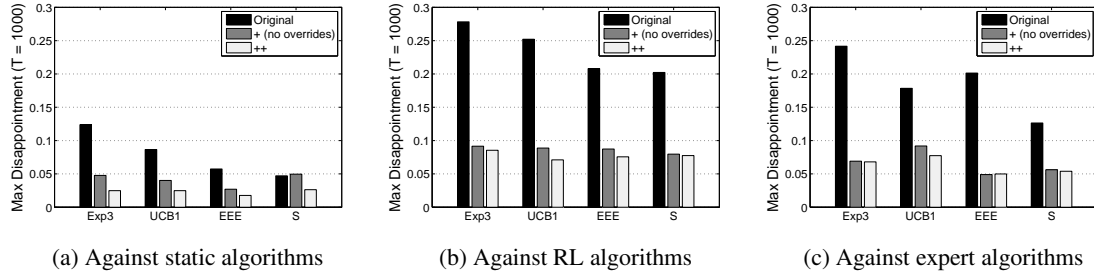 Max Disappointment (T = 1000)
0.3
0.25
0.2
0.15
0.1
0.05
0
Original
+ (no overrides)
++
Exp3 UCB1 EEE S
(a) Against static algorithms
Max Disappointment (T = 1000)
0.3
0.25
0.2
0.15
0.1
0.05
0
Original
+ (no overrides)
++
Exp3 UCB1 EEE S
(b) Against RL algorithms
Max Disappointment (T = 1000)
0.3
0.25
0.2
0.15
0.1
0.05
0
Original
+ (no overrides)
++
Exp3 UCB1 EEE S
(c) Against expert algorithms